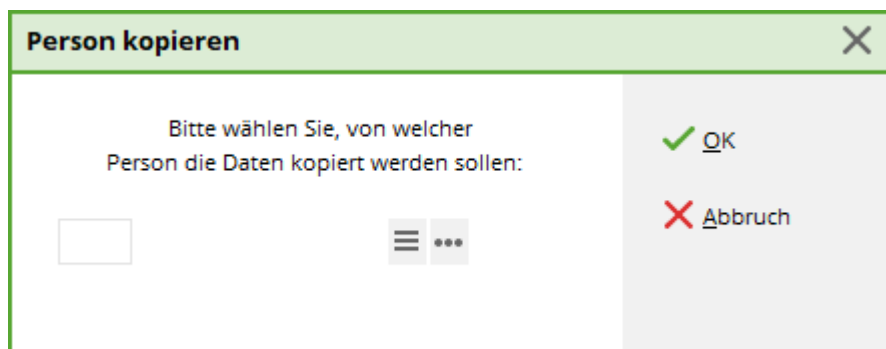 Person kopieren
Bitte wählen Sie, von welcher
Person die Daten kopiert werden sollen:
OK
Abbruch